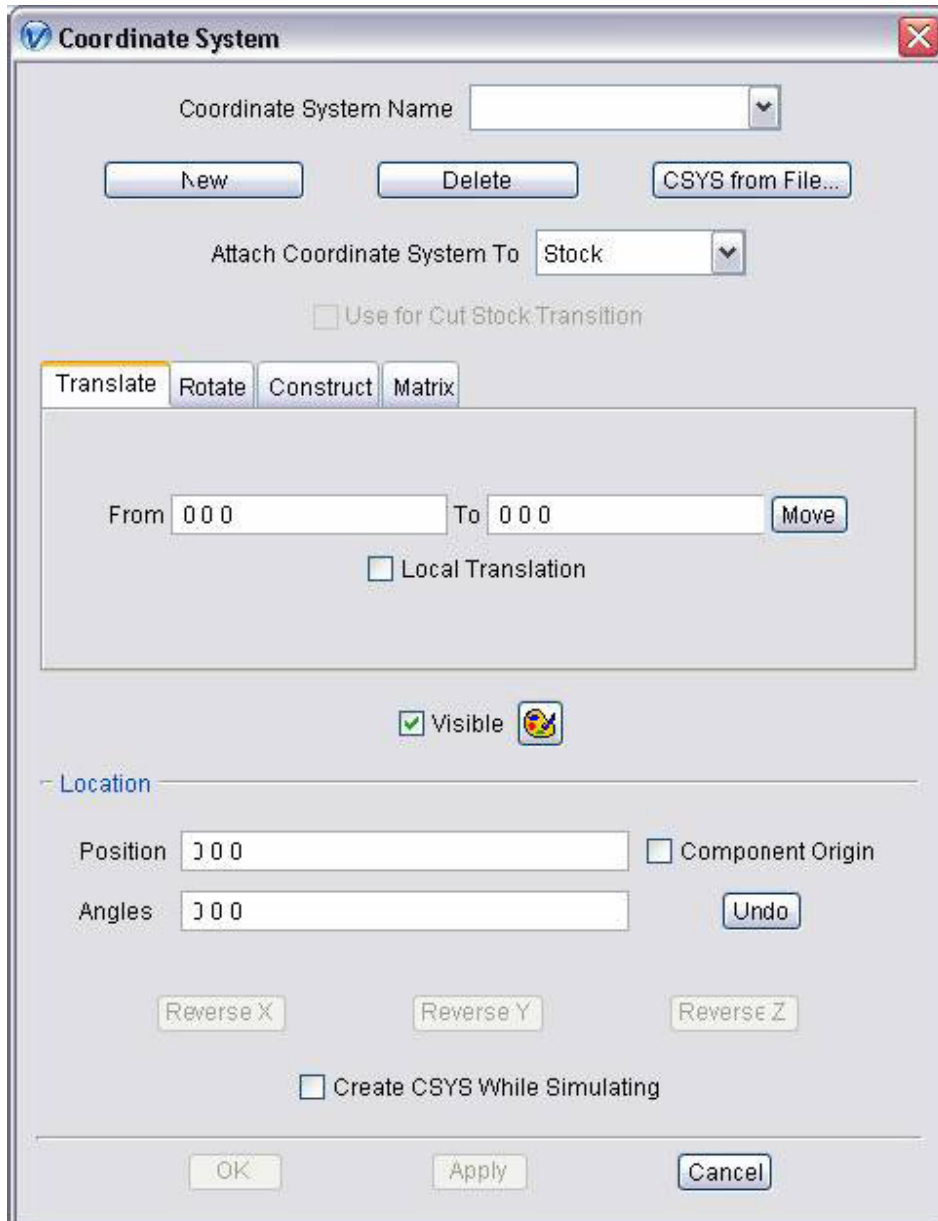 Coordinate System
Coordinate System Name
New Delete CSYS from File...
Attach Coordinate System To Stock
Use for Cut Stock Transition
Translate Rotate Construct Matrix
From 0 0 0 To 0 0 0 Move
Local Translation
Visible
Location
Position 0 0 0 Component Origin
Angles 0 0 0 Undo
Reverse X Reverse Y Reverse Z
Create CSYS While Simulating
OK Apply Cancel